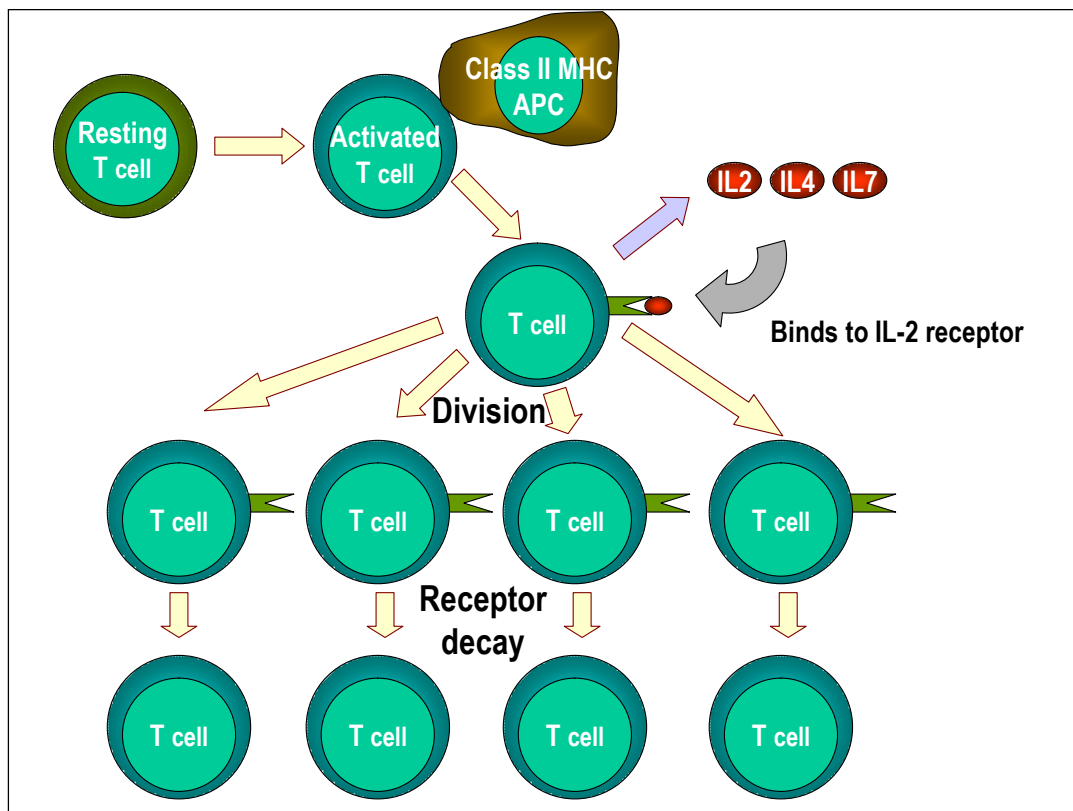 Class II MHC
APC
Resting
T cell
Activated
T cell
IL2 IL4 IL7
T cell
Binds to IL-2 receptor
Division
T cell T cell T cell T cell
Receptor
decay
T cell T cell T cell T cell